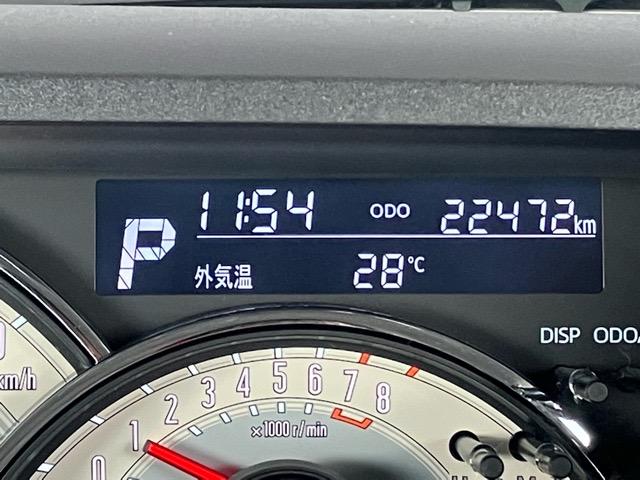 11:54 ODO 22472km
P
外気温 28℃
DISP ODO/
km/h
0 1 2 3 4 5 6 7 8
×1000 r/min